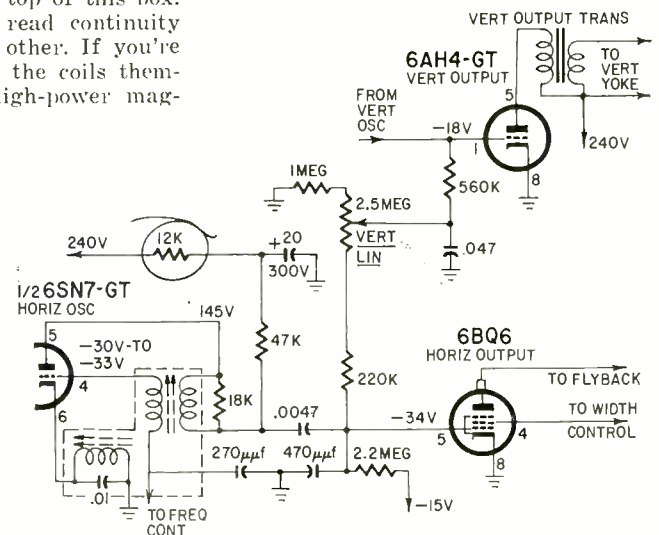 top of this box.
read continuity
other. If you're
the coils them-
igh-power mag-
VERT OUTPUT TRANS
6AH4-GT
VERT OUTPUT
TO
VERT
YOKE
FROM
VERT
OSC
-18V
5
1
8
240V
560K
1MEG
2.5MEG
VERT
LIN
.047
240V
12K
+20
300V
1/2 6SN7-GT
HORIZ OSC
145V
5
-30V-TO
-33V
4
6
47K
18K
220K
6BQ6
HORIZ OUTPUT
TO FLYBACK
TO WIDTH
CONTROL
.0047
-34V
5
4
8
270µµf
470µµf
2.2MEG
-15V
.01
TO FREQ
CONT